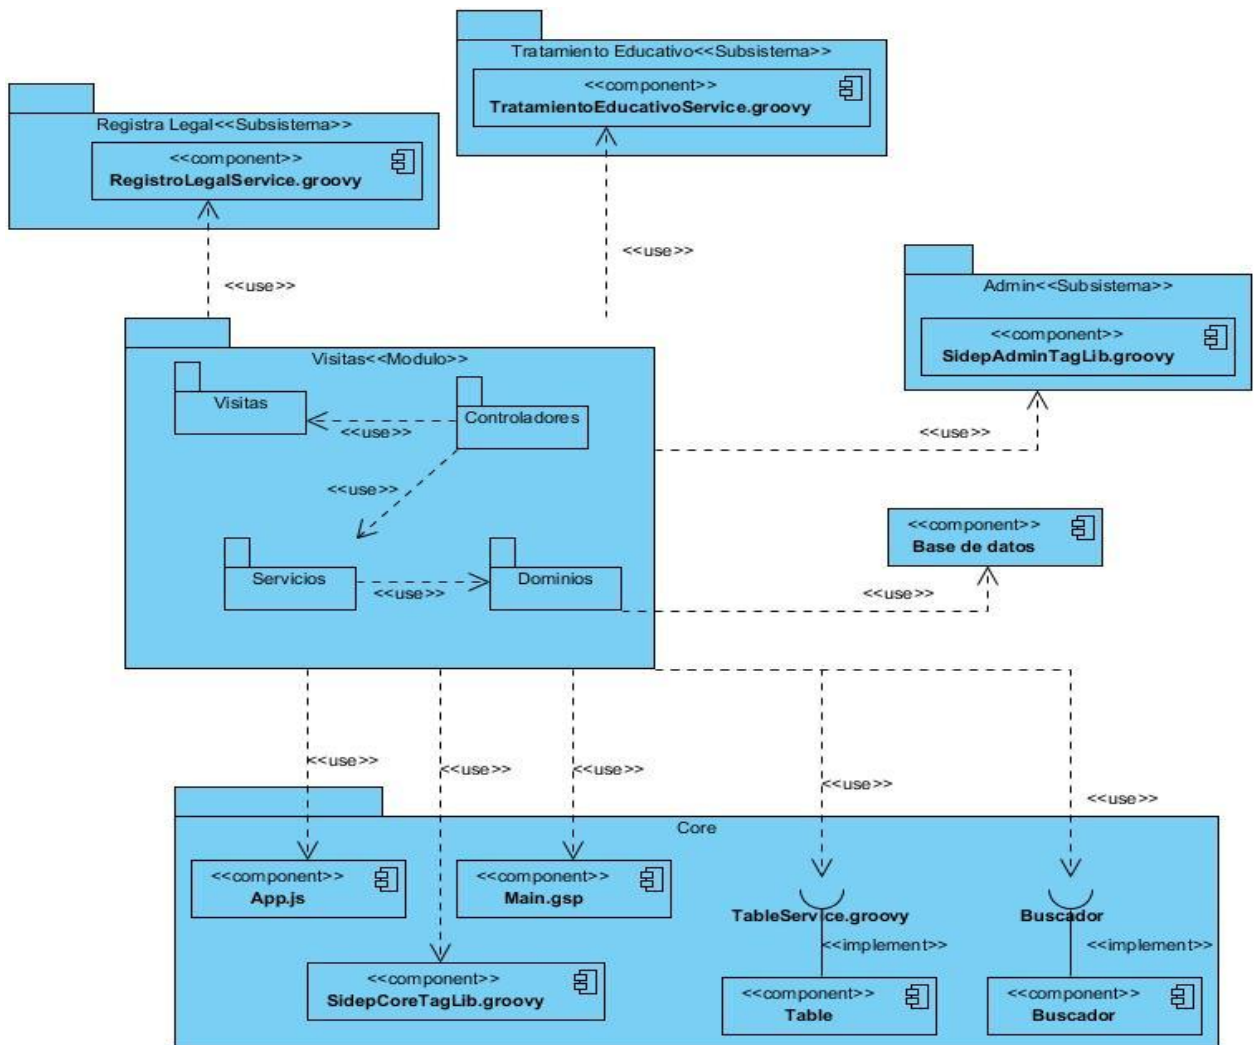 Tratamiento Educativo<<Subsistema>>
<<component>>
TratamientoEducativoService.groovy
Registra Legal<<Subsistema>>
<<component>>
RegistroLegalService.groovy
<<use>>
<<use>>
Admin<<Subsistema>>
<<component>>
SidepAdminTagLib.groovy
Visitas<<Modulo>>
Visitas
Controladores
<<use>>
<<use>>
<<use>>
<<component>>
Base de datos
Servicios
Dominios
<<use>>
<<use>>
<<use>>
<<use>>
<<use>>
<<use>>
<<use>>
Core
<<component>>
App.js
<<component>>
Main.gsp
TableService.groovy
Buscador
<<implement>>
<<implement>>
<<component>>
SidepCoreTagLib.groovy
<<component>>
Table
<<component>>
Buscador